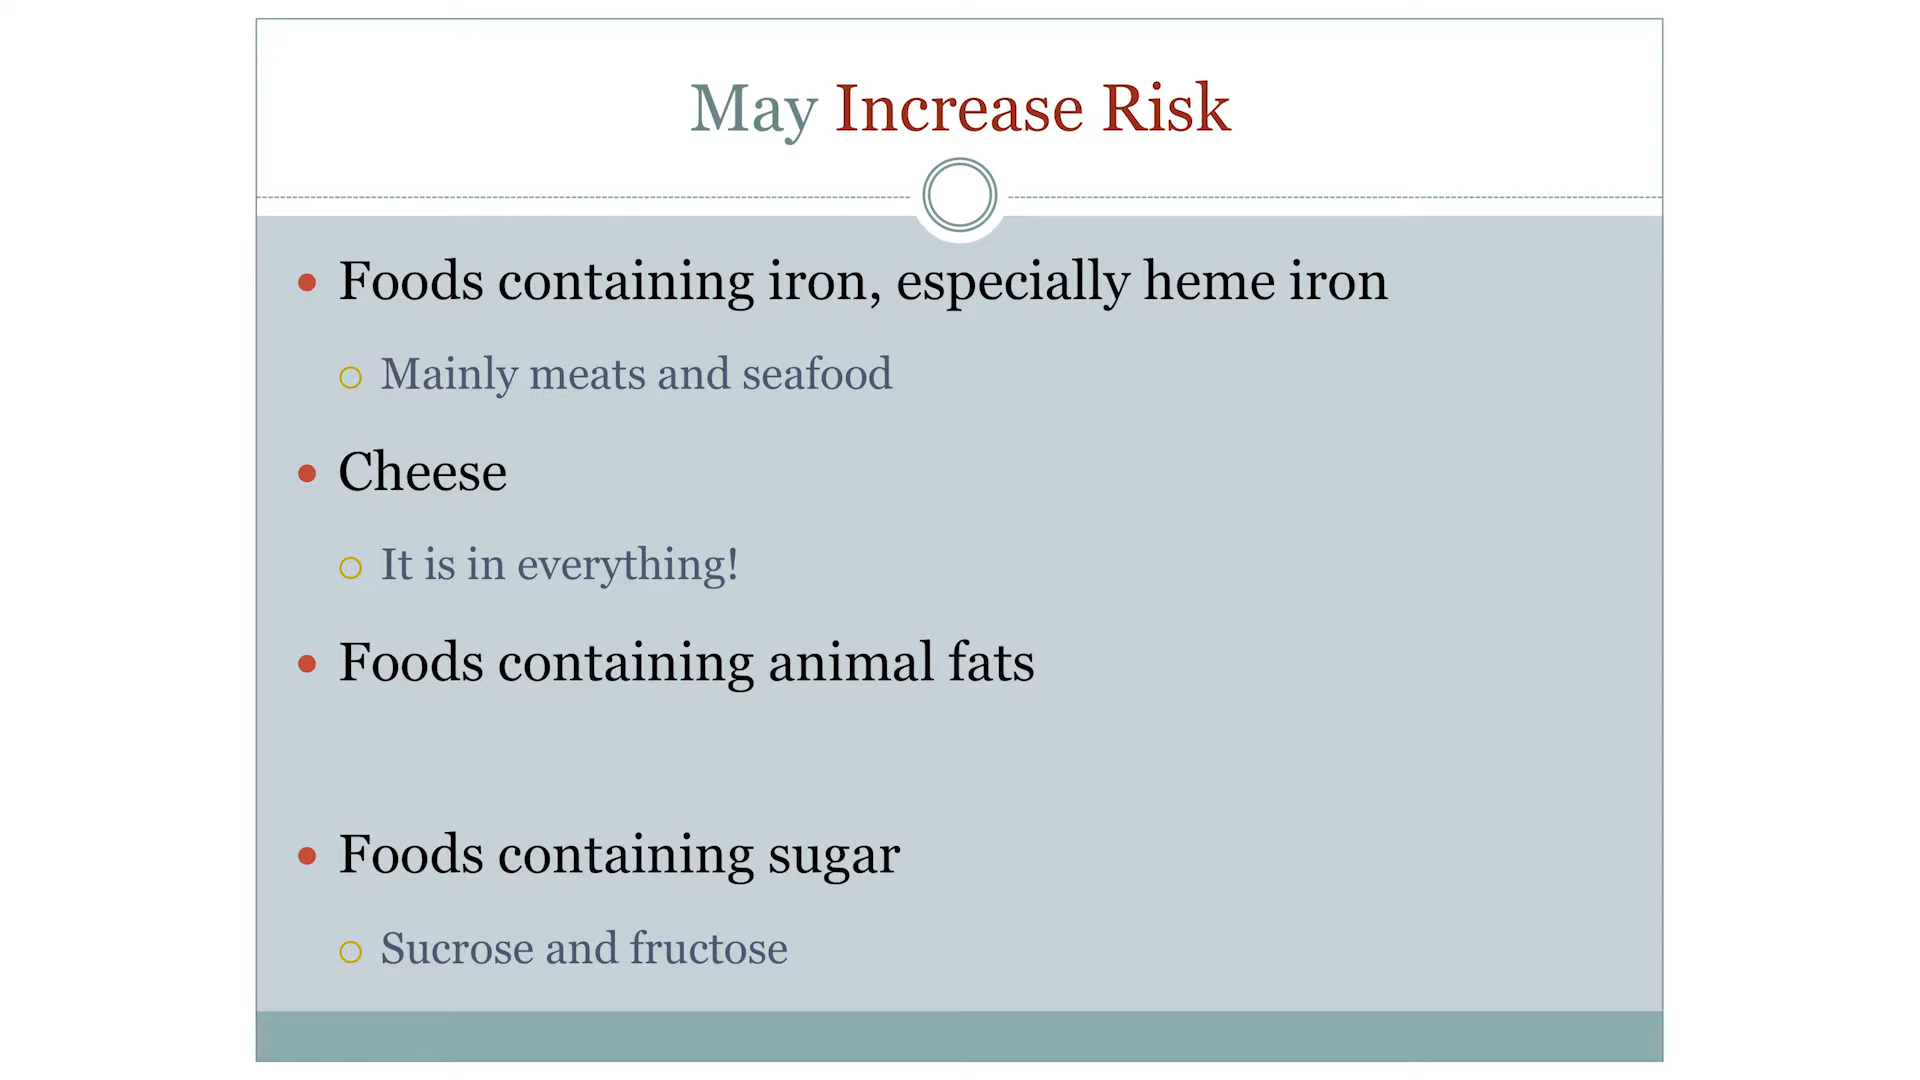 May Increase Risk
Foods containing iron, especially heme iron
Mainly meats and seafood
Cheese
It is in everything!
Foods containing animal fats
Foods containing sugar
Sucrose and fructose